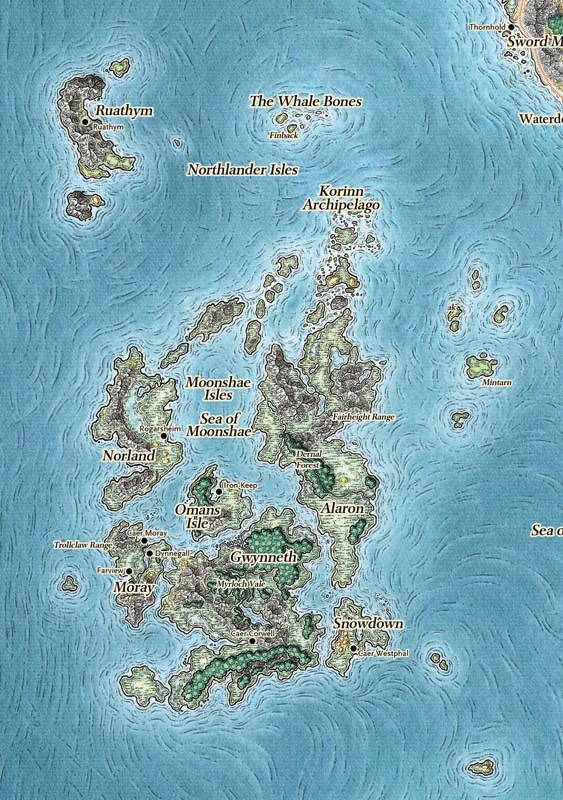 Thornhold
Sword M
Waterde
Ruathym
Ruathym
The Whale Bones
Finback
Northlander Isles
Korinn
Archipelago
Mintarn
Moonshae
Isles
Sea of
Moonshae
Fairheight Range
Rogarsheim
Norland
Dernal
Forest
Iron Keep
Omans
Isle
Alaron
Sea o
Caer Moray
Trollclaw Range
Dynnegall
Gwynneth
Farview
Moray
Myrloch Vale
Snowdown
Caer Corwell
Caer Westphal